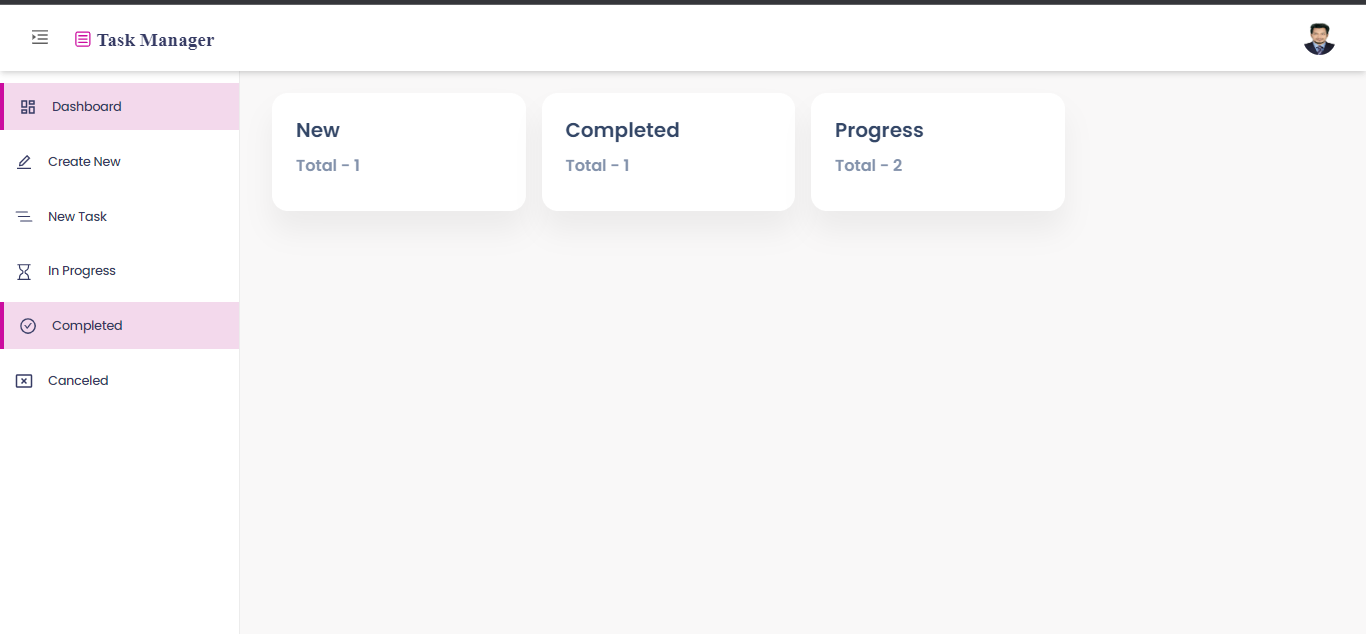 Task Manager
Dashboard
Create New
New Task
In Progress
Completed
Canceled
New
Total - 1
Completed
Total - 1
Progress
Total - 2